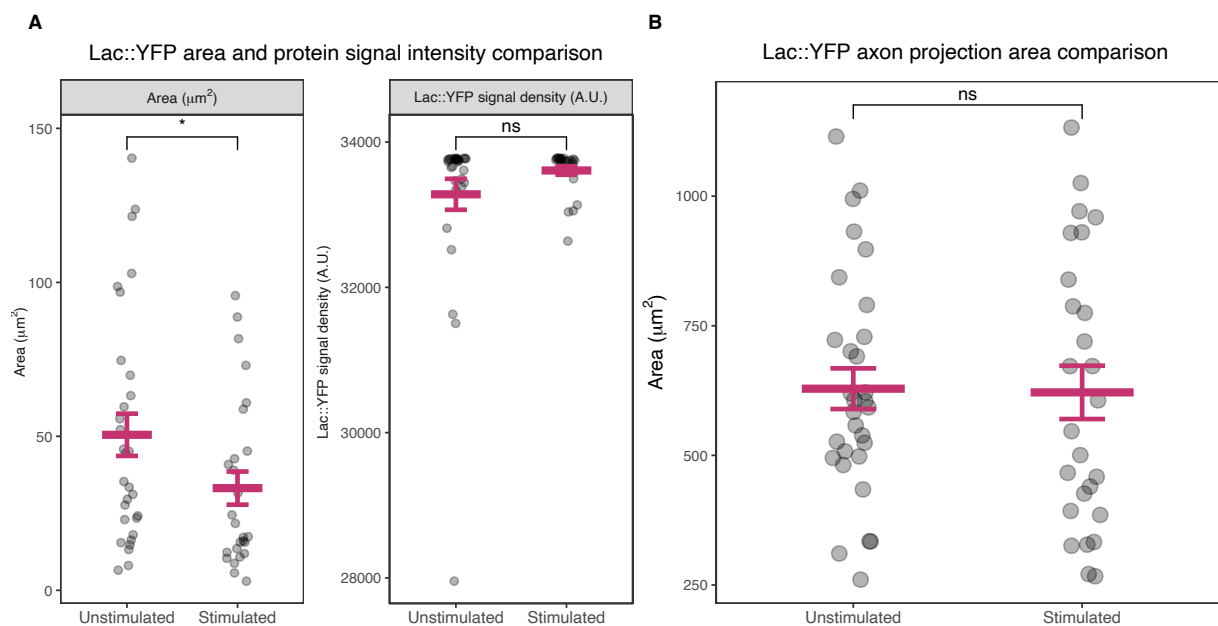 A
Lac::YFP area and protein signal intensity comparison
Area (μm²)
Area (μm²)
150
100
50
0
*
Unstimulated
Stimulated
Lac::YFP signal density (A.U.)
Lac::YFP signal density (A.U.)
34000
32000
30000
28000
ns
Unstimulated
Stimulated
B
Lac::YFP axon projection area comparison
Area (μm²)
1000
750
500
250
ns
Unstimulated
Stimulated